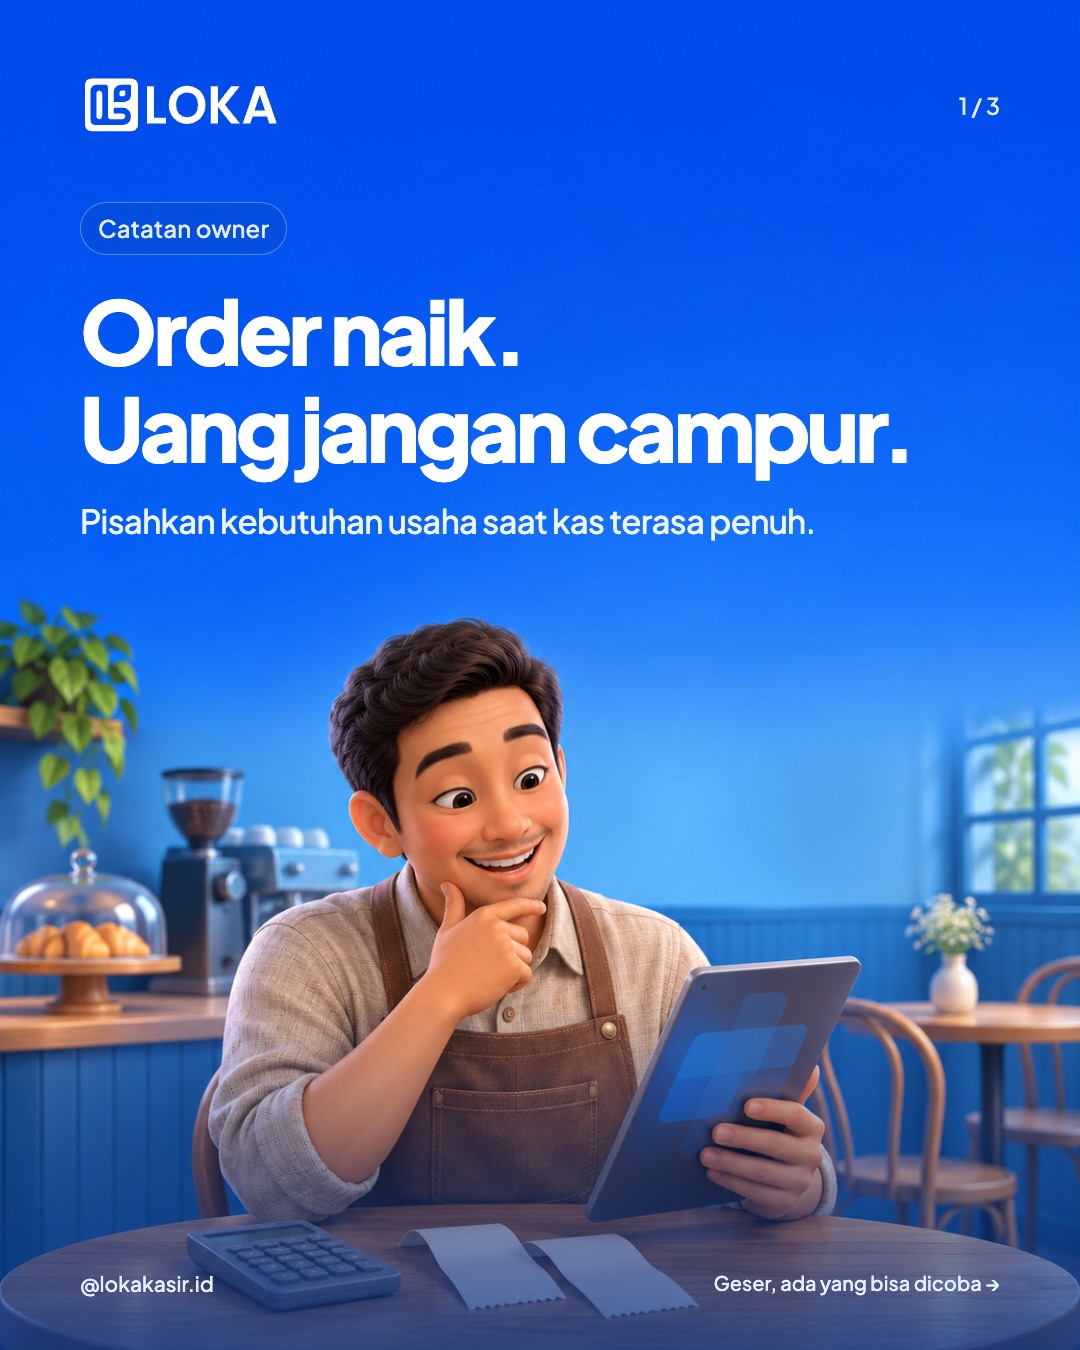 LOKA
1/3
Catatan owner
Order naik.
Uang jangan campur.
Pisahkan kebutuhan usaha saat kas terasa penuh.
@lokakasir.id
Geser, ada yang bisa dicoba →